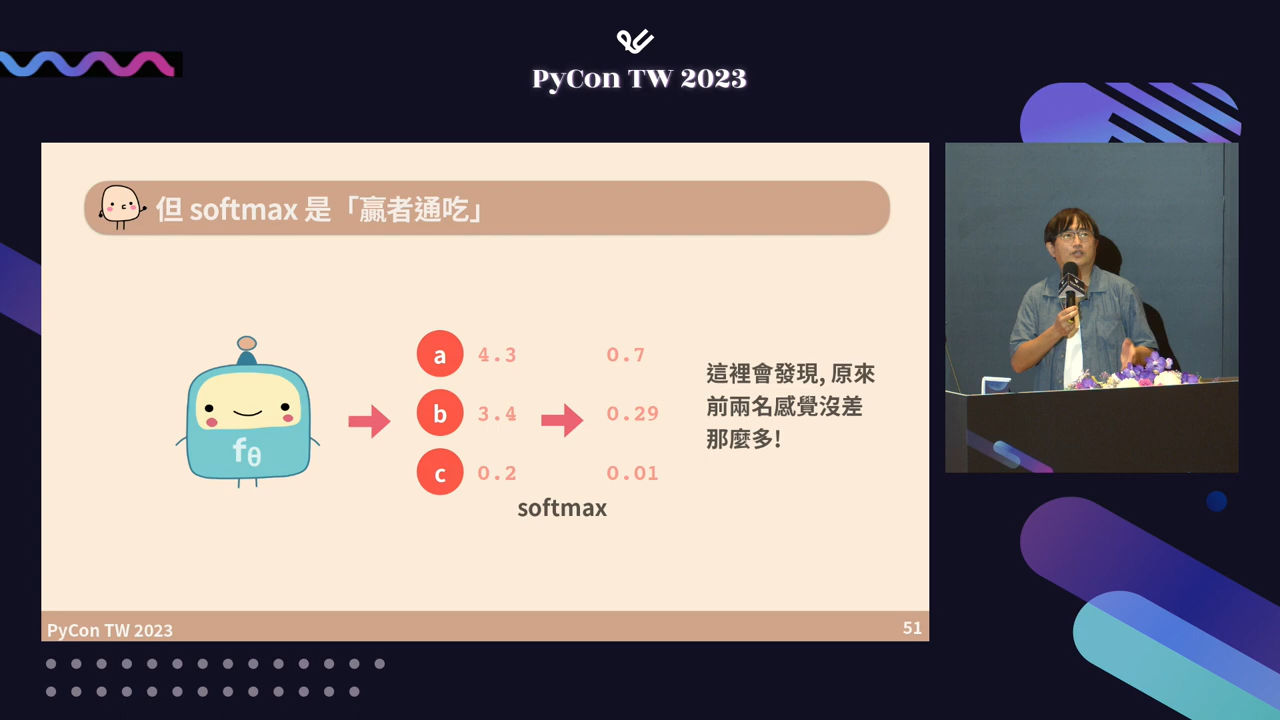 PyCon TW 2023
但 softmax 是「贏者通吃」
fθ
a 4.3 0.7
b 3.4 0.29
c 0.2 0.01
softmax
這裡會發現, 原來
前兩名感覺沒差
那麼多!
PyCon TW 2023
51